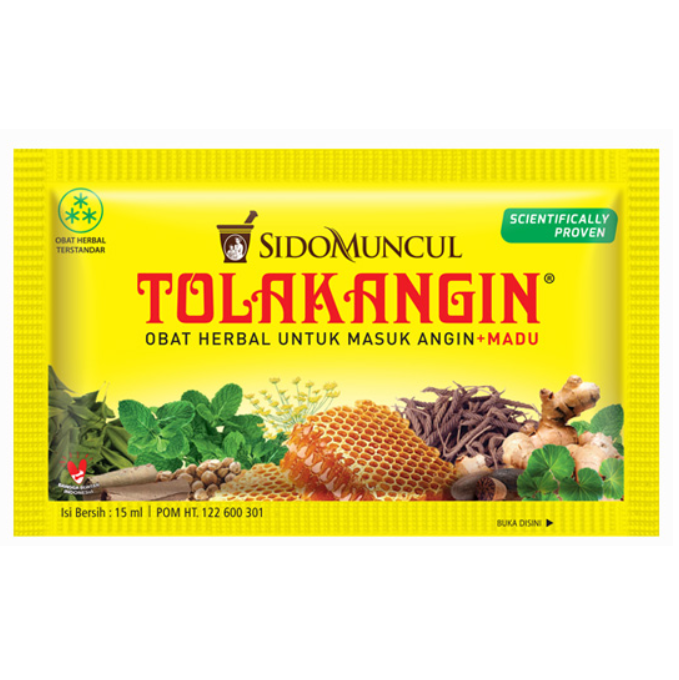 OBAT HERBAL
TERSTANDAR
SIDOMUNCUL
SCIENTIFICALLY
PROVEN
TOLAKANGIN®
OBAT HERBAL UNTUK MASUK ANGIN+MADU
Isi Bersih : 15 ml | POM HT. 122 600 301
BUKA DISINI